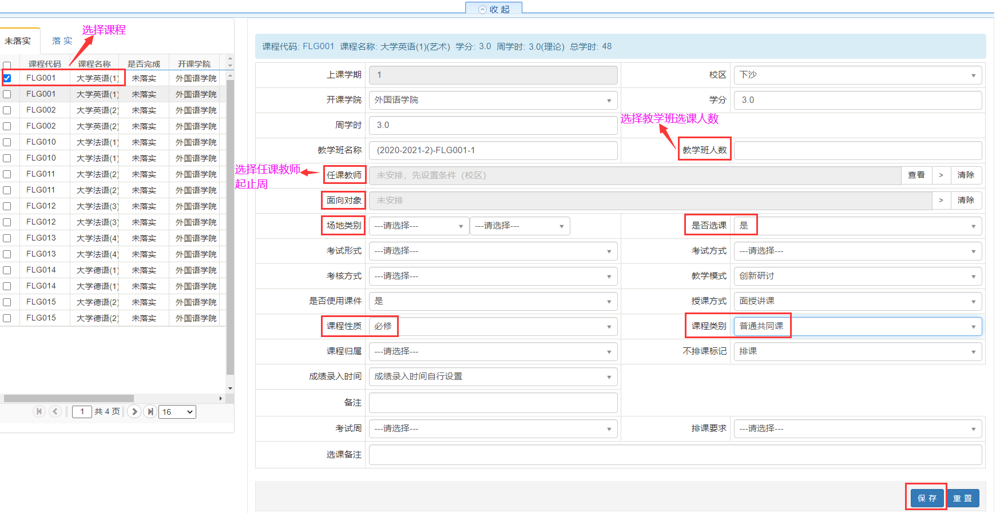 收 起
选择课程
未落实 落 实
课程代码 课程名称 是否完成 开课学院
FLG001 大学英语(1) 未落实 外国语学院
FLG001 大学英语(1) 未落实 外国语学院
FLG002 大学英语(2) 未落实 外国语学院
FLG002 大学英语(2) 未落实 外国语学院
FLG010 大学法语(1) 未落实 外国语学院
FLG010 大学法语(1) 未落实 外国语学院
FLG011 大学法语(2) 未落实 外国语学院
FLG011 大学法语(2) 未落实 外国语学院
FLG012 大学法语(3) 未落实 外国语学院
FLG012 大学法语(3) 未落实 外国语学院
FLG013 大学法语(4) 未落实 外国语学院
FLG013 大学法语(4) 未落实 外国语学院
FLG014 大学德语(1) 未落实 外国语学院
FLG014 大学德语(1) 未落实 外国语学院
FLG015 大学德语(2) 未落实 外国语学院
FLG015 大学德语(2) 未落实 外国语学院
1 共 4 页 16
课程代码: FLG001 课程名称: 大学英语(1)(艺术) 学分: 3.0 周学时: 3.0(理论) 总学时: 48
上课学期 1 校区 下沙
开课学院 外国语学院 学分 3.0
选择教学班选课人数
周学时 3.0
教学班名称 (2020-2021-2)-FLG001-1 教学班人数
选择任课教师
起止周
任课教师 未安排，先设置条件（校区） 查看 > 清除
面向对象 未安排 > 清除
场地类别 ---请选择--- ---请选择--- 是否选课 是
考试形式 ---请选择--- 考试方式 ---请选择---
考核方式 ---请选择--- 教学模式 创新研讨
是否使用课件 是 授课方式 面授讲课
课程性质 必修 课程类别 普通共同课
课程归属 ---请选择--- 不排课标记 排课
成绩录入时间 成绩录入时间自行设置
备注
考试周 ---请选择--- 排课要求 ---请选择---
选课备注
保 存 重 置